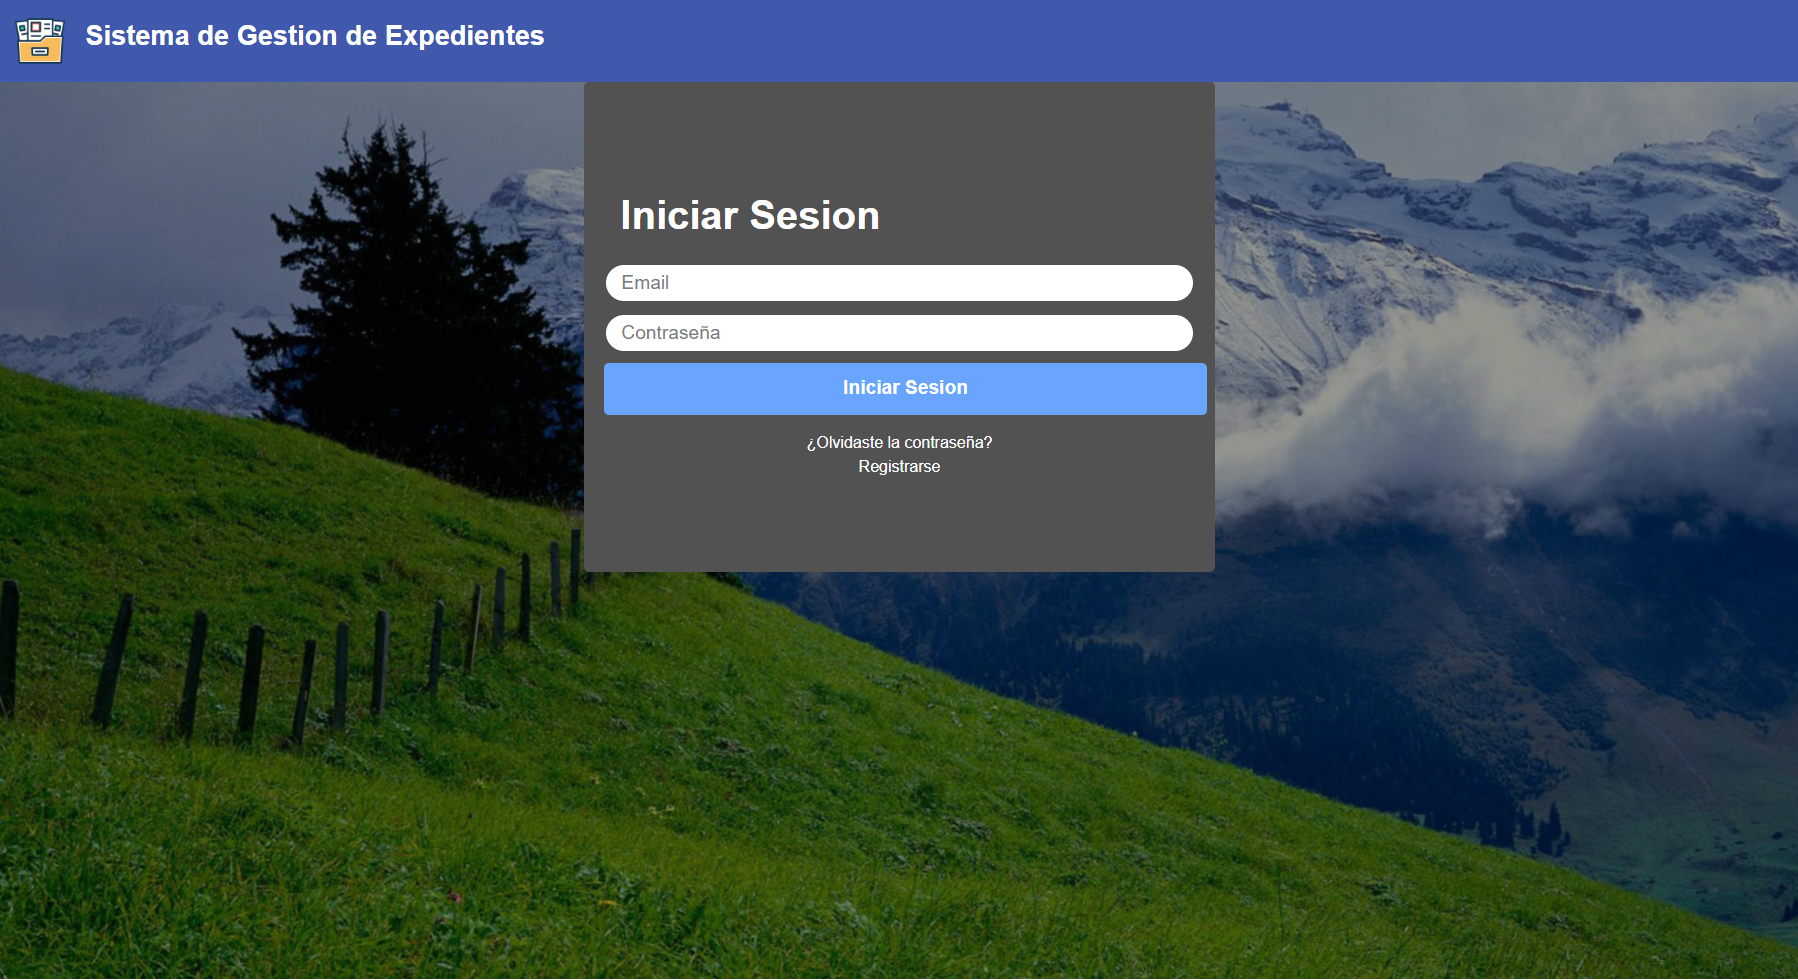 Sistema de Gestion de Expedientes
Iniciar Sesion
Email
Contraseña
Iniciar Sesion
¿Olvidaste la contraseña?
Registrarse